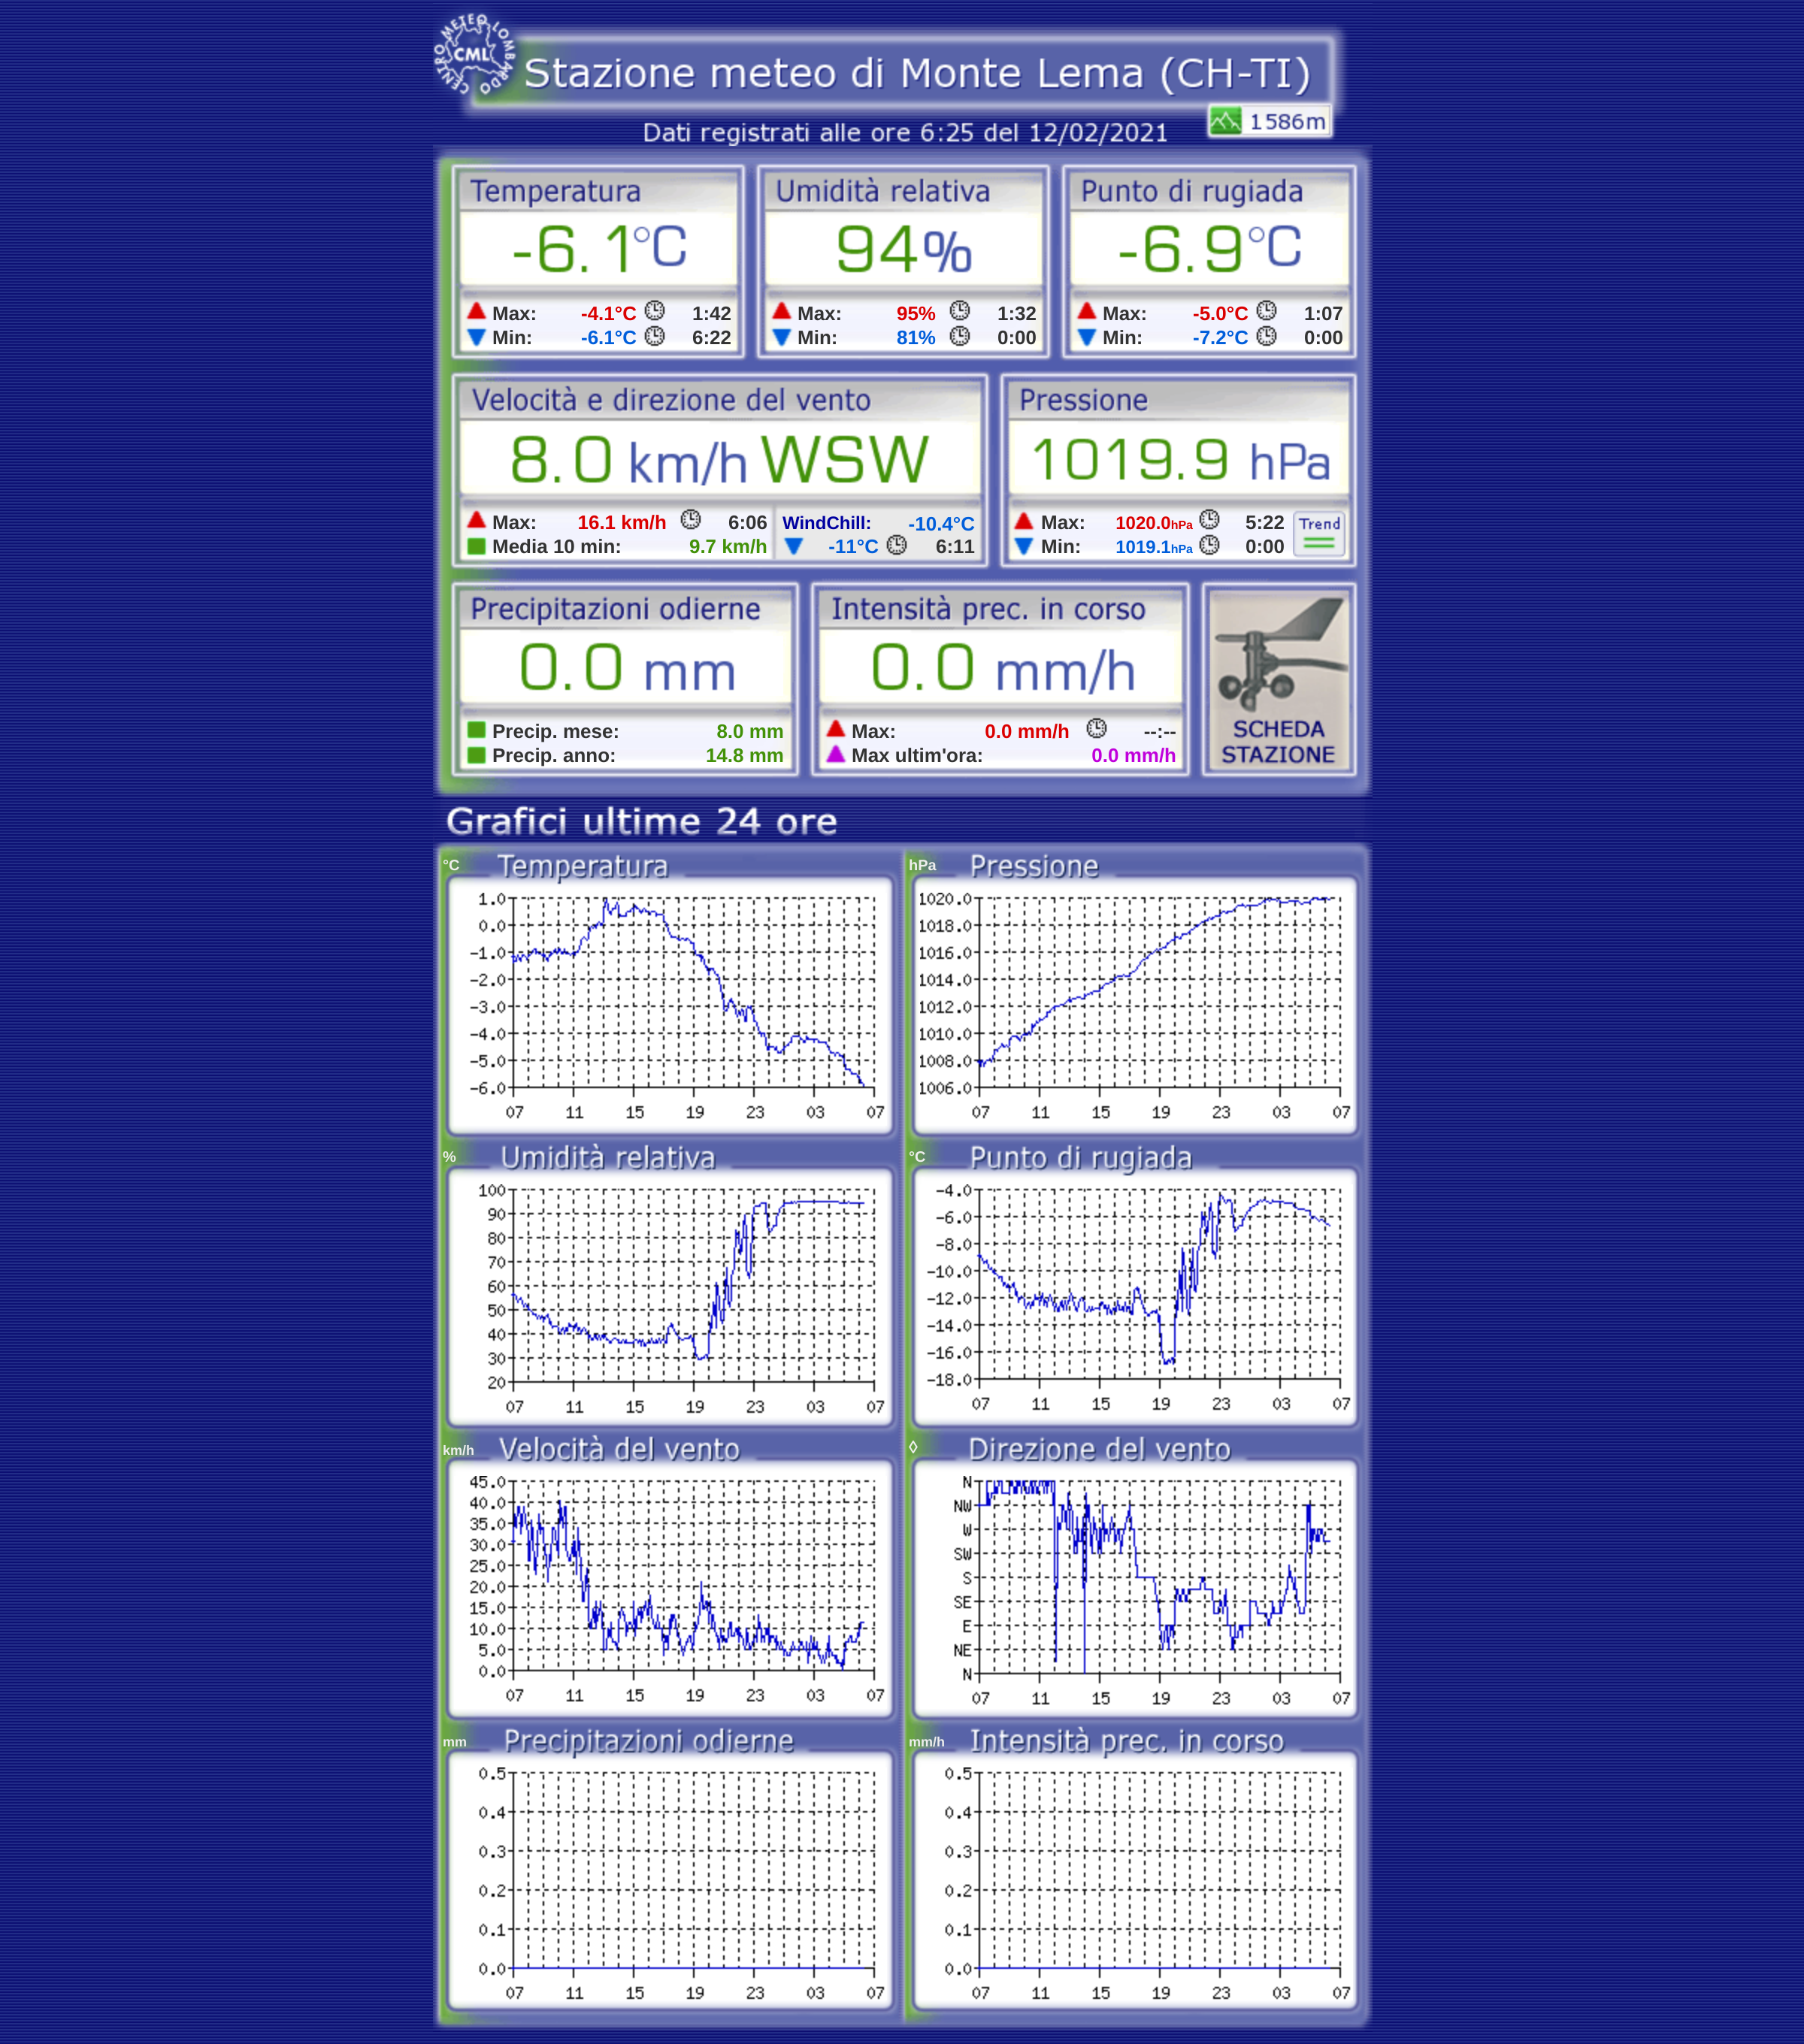 CENTRO METEO LOMBARDO
CML
Stazione meteo di Monte Lema (CH-TI)
1586m
Dati registrati alle ore 6:25 del 12/02/2021
Temperatura Umidità relativa Punto di rugiada
-6.1°C 94% -6.9°C
Max: -4.1°C 1:42 Max: 95% 1:32 Max: -5.0°C 1:07
Min: -6.1°C 6:22 Min: 81% 0:00 Min: -7.2°C 0:00
Velocità e direzione del vento Pressione
8.0 km/h WSW 1019.9 hPa
Max: 16.1 km/h 6:06 WindChill: -10.4°C Max: 1020.0hPa 5:22 Trend
Media 10 min: 9.7 km/h -11°C 6:11 Min: 1019.1hPa 0:00
Precipitazioni odierne Intensità prec. in corso
0.0 mm 0.0 mm/h
Precip. mese: 8.0 mm Max: 0.0 mm/h --:-- SCHEDA
Precip. anno: 14.8 mm Max ultim'ora: 0.0 mm/h STAZIONE
Grafici ultime 24 ore
°C Temperatura hPa Pressione
1.0 1020.0
0.0 1018.0
-1.0 1016.0
-2.0 1014.0
-3.0 1012.0
-4.0 1010.0
-5.0 1008.0
-6.0 1006.0
07 11 15 19 23 03 07 07 11 15 19 23 03 07
% Umidità relativa °C Punto di rugiada
100 -4.0
90 -6.0
80 -8.0
70 -10.0
60 -12.0
50 -14.0
40 -16.0
30 -18.0
20
07 11 15 19 23 03 07 07 11 15 19 23 03 07
km/h Velocità del vento ◊ Direzione del vento
45.0 N
40.0 NW
35.0 W
30.0 SW
25.0 S
20.0 SE
15.0 E
10.0 NE
5.0 N
0.0
07 11 15 19 23 03 07 07 11 15 19 23 03 07
mm Precipitazioni odierne mm/h Intensità prec. in corso
0.5 0.5
0.4 0.4
0.3 0.3
0.2 0.2
0.1 0.1
0.0 0.0
07 11 15 19 23 03 07 07 11 15 19 23 03 07